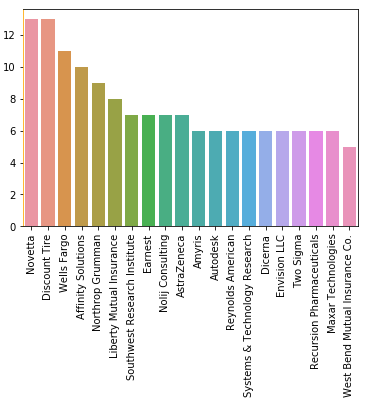 12
10
8
6
4
2
0
Novetta
Discount Tire
Wells Fargo
Affinity Solutions
Northrop Grumman
Liberty Mutual Insurance
Southwest Research Institute
Earnest
Nolij Consulting
AstraZeneca
Amyris
Autodesk
Reynolds American
Systems & Technology Research
Dicerna
Envision LLC
Two Sigma
Recursion Pharmaceuticals
Maxar Technologies
West Bend Mutual Insurance Co.